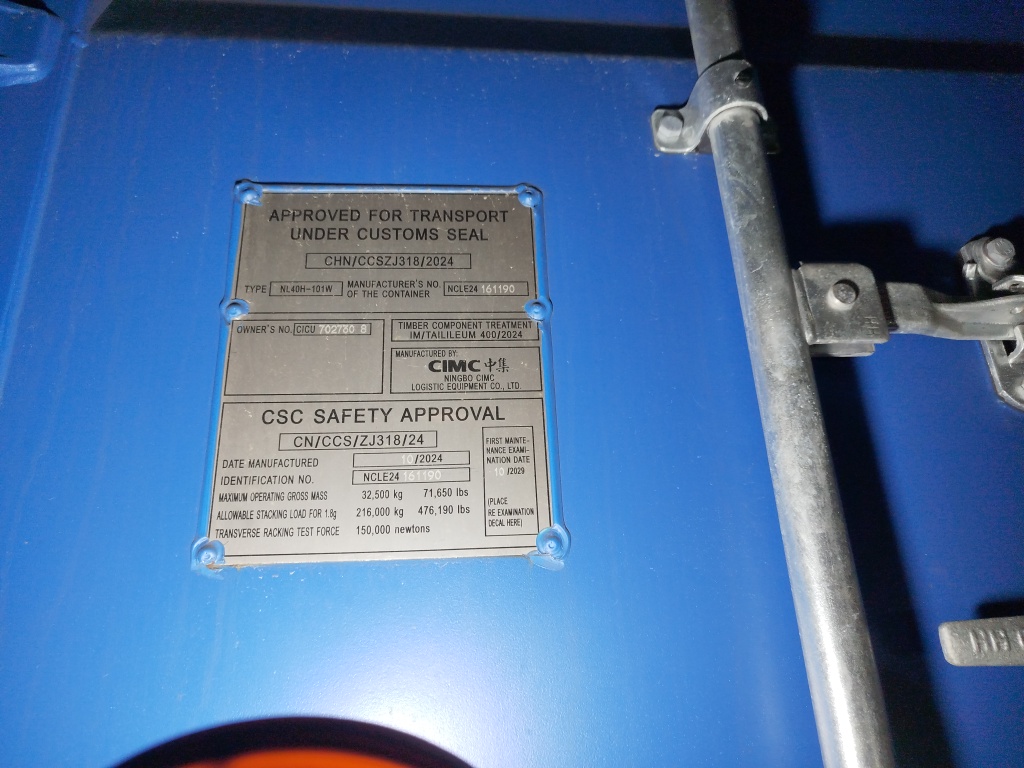 APPROVED FOR TRANSPORT
UNDER CUSTOMS SEAL
CHN/CCSZJ318/2024
TYPE NL40H-101W MANUFACTURER'S NO. OF THE CONTAINER NCLE24 161190
OWNER'S NO. CICU 702760 8
TIMBER COMPONENT TREATMENT
IM/TAILILEUM 400/2024
MANUFACTURED BY:
CIMC 中集
NINGBO CIMC
LOGISTIC EQUIPMENT CO., LTD.
CSC SAFETY APPROVAL
CN/CCS/ZJ318/24
DATE MANUFACTURED 10/2024
IDENTIFICATION NO. NCLE24 161190
MAXIMUM OPERATING GROSS MASS 32,500 kg 71,650 lbs
ALLOWABLE STACKING LOAD FOR 1.8g 216,000 kg 476,190 lbs
TRANSVERSE RACKING TEST FORCE 150,000 newtons
FIRST MAINTE-
NANCE EXAMI-
NATION DATE
10 /2029
(PLACE
RE EXAMINATION
DECAL HERE)